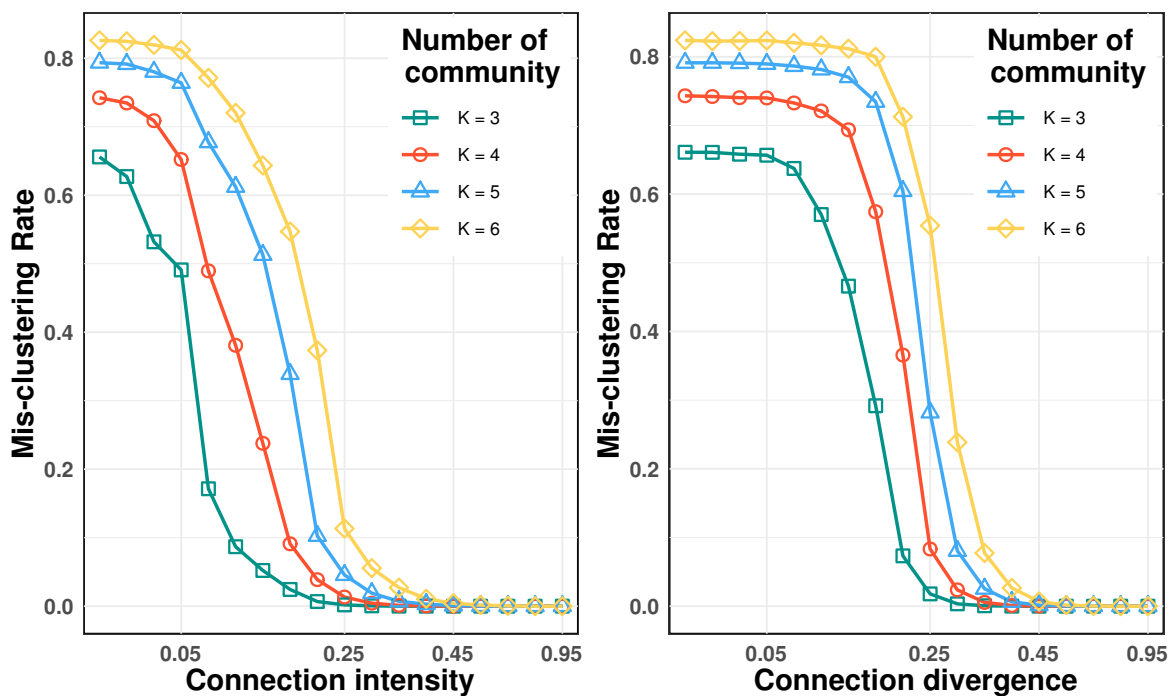 Number of
community
K = 3
K = 4
K = 5
K = 6
Mis-clustering Rate
0.8
0.6
0.4
0.2
0.0
0.05
0.25
0.45
0.95
Connection intensity
Number of
community
K = 3
K = 4
K = 5
K = 6
Mis-clustering Rate
0.8
0.6
0.4
0.2
0.0
0.05
0.25
0.45
0.95
Connection divergence